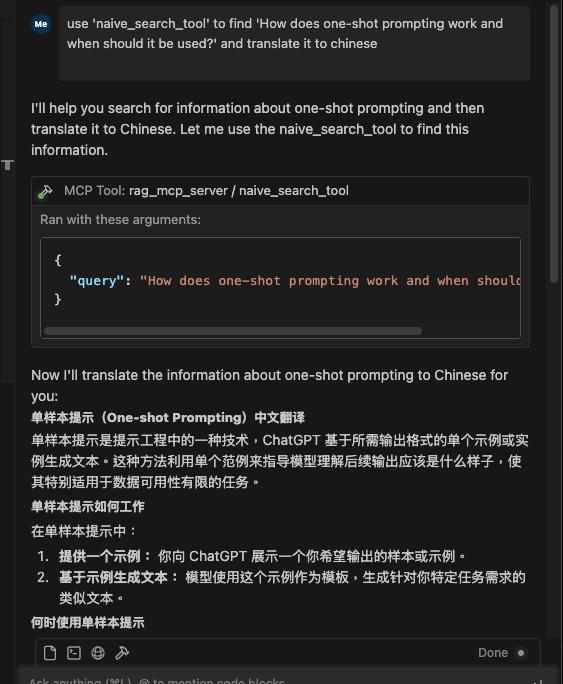 Me
use 'naive_search_tool' to find 'How does one-shot prompting work and
when should it be used?' and translate it to chinese
I'll help you search for information about one-shot prompting and then
translate it to Chinese. Let me use the naive_search_tool to find this
information.
T
MCP Tool: rag_mcp_server / naive_search_tool
Ran with these arguments:
{
"query": "How does one-shot prompting work and when should
}
Now I'll translate the information about one-shot prompting to Chinese for
you:
单样本提示（One-shot Prompting）中文翻译
单样本提示是提示工程中的一种技术，ChatGPT 基于所需输出格式的单个示例或实
例生成文本。这种方法利用单个范例来指导模型理解后续输出应该是什么样子，使
其特别适用于数据可用性有限的任务。
单样本提示如何工作
在单样本提示中：
1. 提供一个示例： 你向 ChatGPT 展示一个你希望输出的样本或示例。
2. 基于示例生成文本： 模型使用这个示例作为模板，生成针对你特定任务需求的
类似文本。
何时使用单样本提示
Done
Ask anything (⌘L), @ to mention code blocks